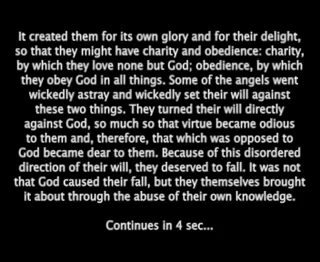 It created them for its own glory and for their delight,
so that they might have charity and obedience: charity,
by which they love none but God; obedience, by which
they obey God in all things. Some of the angels went
wickedly astray and wickedly set their will against
these two things. They turned their will directly
against God, so much so that virtue became odious
to them and, therefore, that which was opposed to
God became dear to them. Because of this disordered
direction of their will, they deserved to fall. It was not
that God caused their fall, but they themselves brought
it about through the abuse of their own knowledge.
Continues in 4 sec...